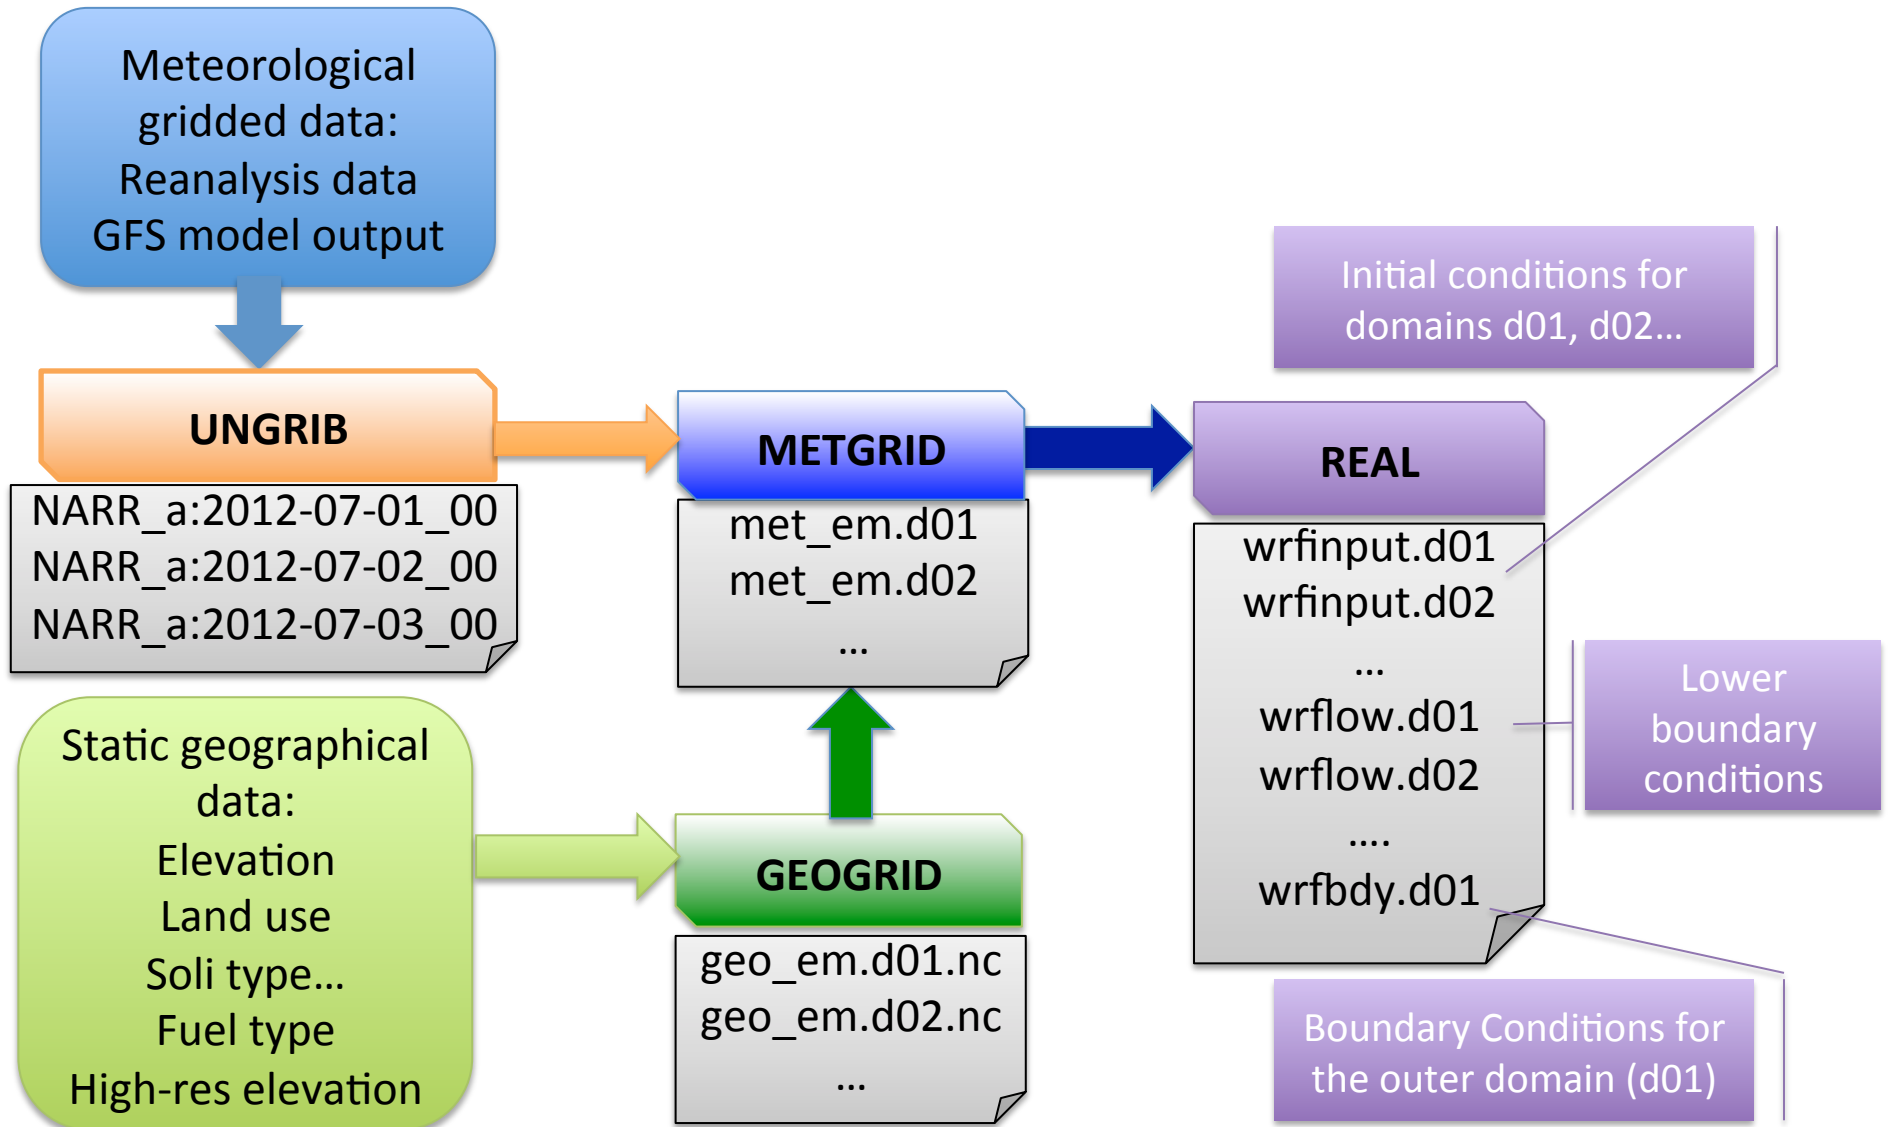 Meteorological
gridded data:
Reanalysis data
GFS model output
UNGRIB
NARR_a:2012-07-01_00
NARR_a:2012-07-02_00
NARR_a:2012-07-03_00
METGRID
met_em.d01
met_em.d02
…
REAL
wrfinput.d01
wrfinput.d02
…
wrflow.d01
wrflow.d02
….
wrfbdy.d01
Initial conditions for
domains d01, d02…
Lower
boundary
conditions
Boundary Conditions for
the outer domain (d01)
Static geographical
data:
Elevation
Land use
Soli type…
Fuel type
High-res elevation
GEOGRID
geo_em.d01.nc
geo_em.d02.nc
…